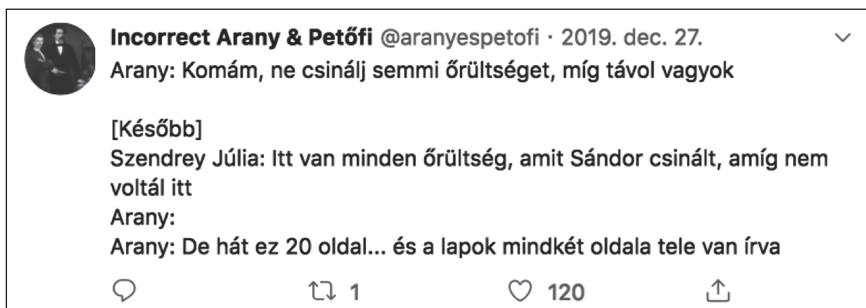 Incorrect Arany & Petőfi @aranyespetofi · 2019. dec. 27.
Arany: Komám, ne csinálj semmi őrültséget, míg távol vagyok
[Később]
Szendrey Júlia: Itt van minden őrültség, amit Sándor csinált, amíg nem
voltál itt
Arany:
Arany: De hát ez 20 oldal... és a lapok mindkét oldala tele van írva
1 120